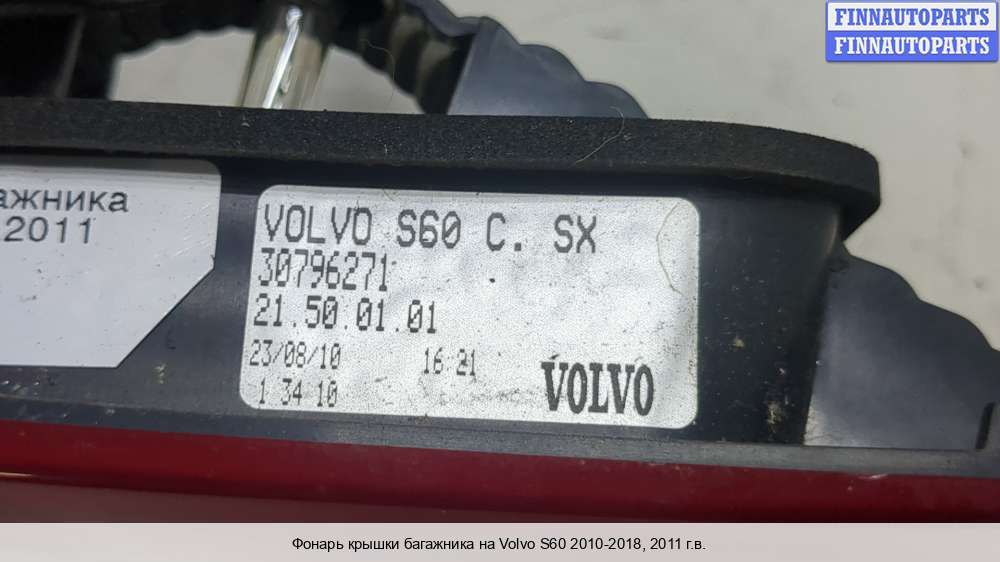 FINNAUTOPARTS
FINNAUTOPARTS
ажника
2011
VOLVO S60 C. SX
30796271
21.50.01.01
23/08/10 16 21
1 34 10
VOLVO
Фонарь крышки багажника на Volvo S60 2010-2018, 2011 г.в.